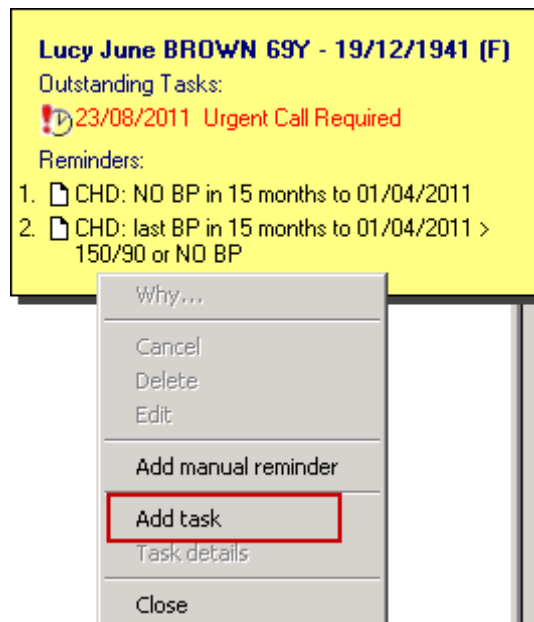 Lucy June BROWN 69Y - 19/12/1941 (F)
Outstanding Tasks:
23/08/2011 Urgent Call Required
Reminders:
1. CHD: NO BP in 15 months to 01/04/2011
2. CHD: last BP in 15 months to 01/04/2011 >
150/90 or NO BP
Why...
Cancel
Delete
Edit
Add manual reminder
Add task
Task details
Close